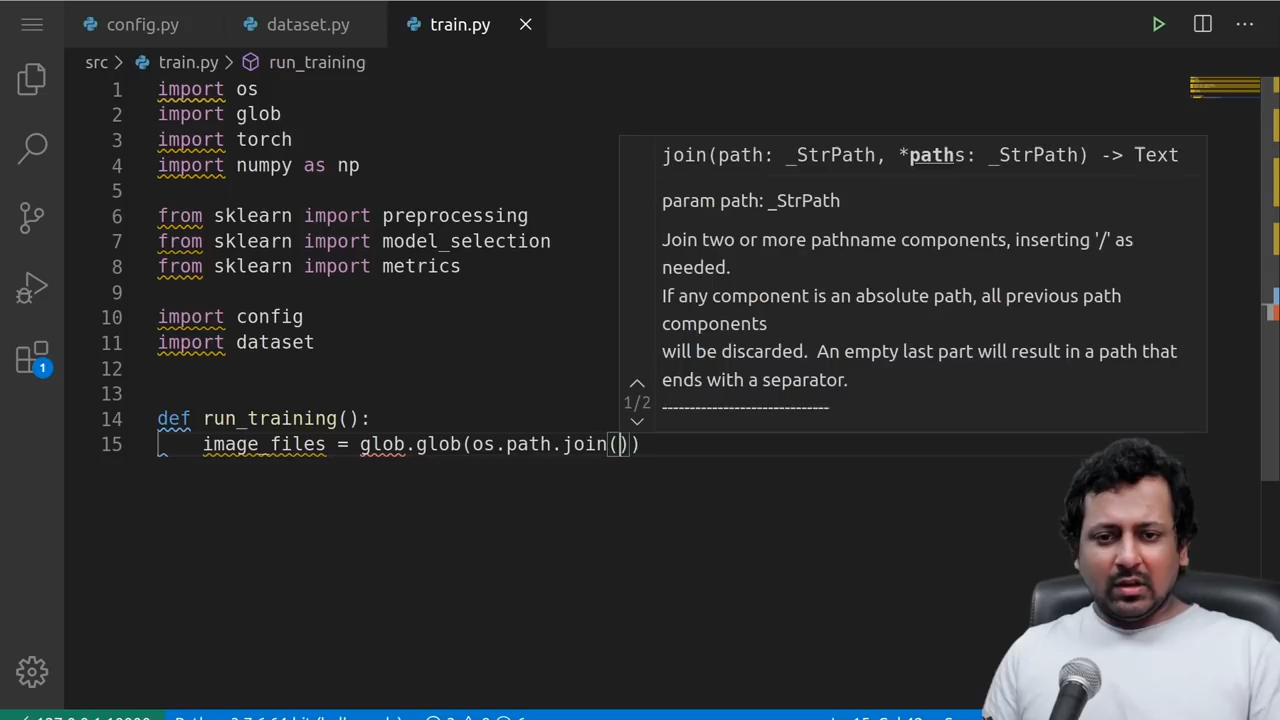 config.py dataset.py train.py
src train.py run_training
1 import os
2 import glob
3 import torch
4 import numpy as np
5
6 from sklearn import preprocessing
7 from sklearn import model_selection
8 from sklearn import metrics
9
10 import config
11 import dataset
12
13
14 def run_training():
15 image_files = glob.glob(os.path.join())
join(path: _StrPath, *paths: _StrPath) -> Text
param path: _StrPath
Join two or more pathname components, inserting '/' as
needed.
If any component is an absolute path, all previous path
components
will be discarded. An empty last part will result in a path that
ends with a separator.
-----------------------------
1/2
1